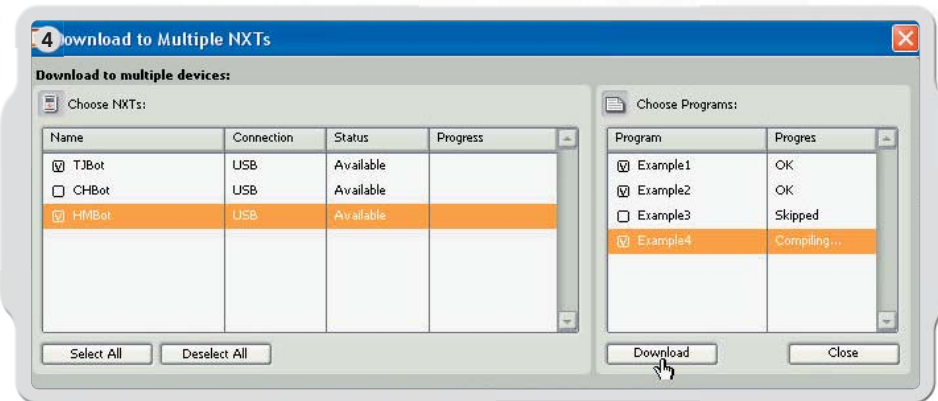 4 ownload to Multiple NXTs
Download to multiple devices:
Choose NXTs:
Name Connection Status Progress
TJBot USB Available
CHBot USB Available
HMBot USB Available
Select All Deselect All
Choose Programs:
Program Progres
Example1 OK
Example2 OK
Example3 Skipped
Example4 Compiling...
Download Close